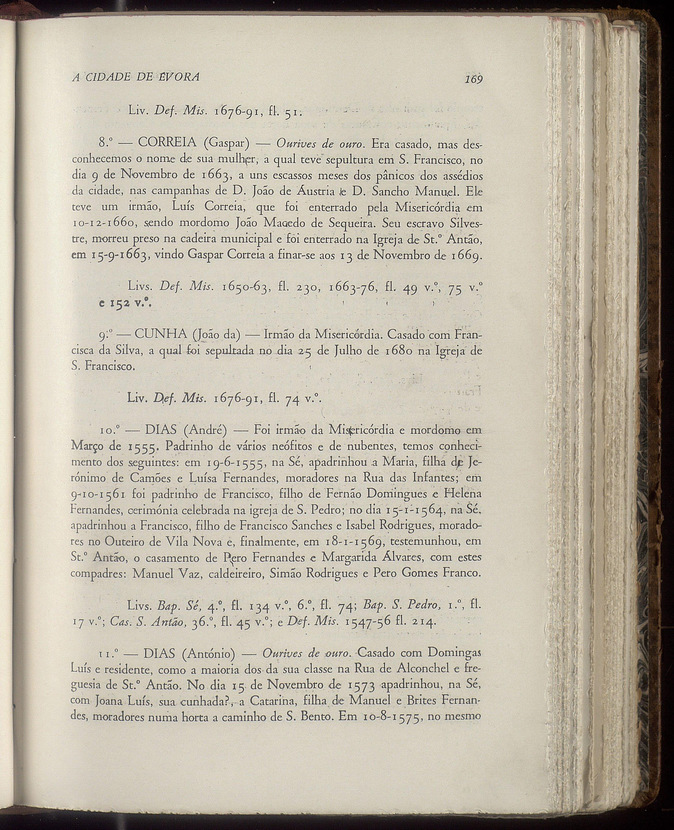 A CIDADE DE ÉVORA 169
Liv. Def. Mis. 1676-91, fl. 51.
8.º — CORREIA (Gaspar) — Ourives de ouro. Era casado, mas des-
conhecemos o nome de sua mulher, a qual teve sepultura em S. Francisco, no
dia 9 de Novembro de 1663, a uns escassos meses dos pânicos dos assédios
da cidade, nas campanhas de D. João de Áustria e D. Sancho Manuel. Ele
teve um irmão, Luís Correia, que foi enterrado pela Misericórdia em
10-12-1660, sendo mordomo João Macedo de Sequeira. Seu escravo Silves-
tre, morreu preso na cadeira municipal e foi enterrado na Igreja de St.º Antão,
em 15-9-1663, vindo Gaspar Correia a finar-se aos 13 de Novembro de 1669.
Livs. Def. Mis. 1650-63, fl. 230, 1663-76, fl. 49 v.º, 75 v.º
e 152 v.º.
9.º — CUNHA (João da) — Irmão da Misericórdia. Casado com Fran-
cisca da Silva, a qual foi sepultada no dia 25 de Julho de 1680 na Igreja de
S. Francisco.
Liv. Def. Mis. 1676-91, fl. 74 v.º.
10.º — DIAS (André) — Foi irmão da Misericórdia e mordomo em
Março de 1555. Padrinho de vários neófitos e de nubentes, temos conheci-
mento dos seguintes: em 19-6-1555, na Sé, apadrinhou a Maria, filha de Je-
rónimo de Camões e Luísa Fernandes, moradores na Rua das Infantes; em
9-10-1561 foi padrinho de Francisco, filho de Fernão Domingues e Helena
Fernandes, cerimónia celebrada na igreja de S. Pedro; no dia 15-1-1564, na Sé,
apadrinhou a Francisco, filho de Francisco Sanches e Isabel Rodrigues, morado-
res no Outeiro de Vila Nova e, finalmente, em 18-1-1569, testemunhou, em
St.º Antão, o casamento de Pero Fernandes e Margarida Álvares, com estes
compadres: Manuel Vaz, caldeireiro, Simão Rodrigues e Pero Gomes Franco.
Livs. Bap. Sé, 4.º, fl. 134 v.º, 6.º, fl. 74; Bap. S. Pedro, 1.º, fl.
17 v.º; Cas. S. Antão, 36.º, fl. 45 v.º; e Def. Mis. 1547-56 fl. 214.
11.º — DIAS (António) — Ourives de ouro. Casado com Domingas
Luís e residente, como a maioria dos da sua classe na Rua de Alconchel e fre-
guesia de St.º Antão. No dia 15 de Novembro de 1573 apadrinhou, na Sé,
com Joana Luís, sua cunhada?, a Catarina, filha de Manuel e Brites Fernan-
des, moradores numa horta a caminho de S. Bento. Em 10-8-1575, no mesmo